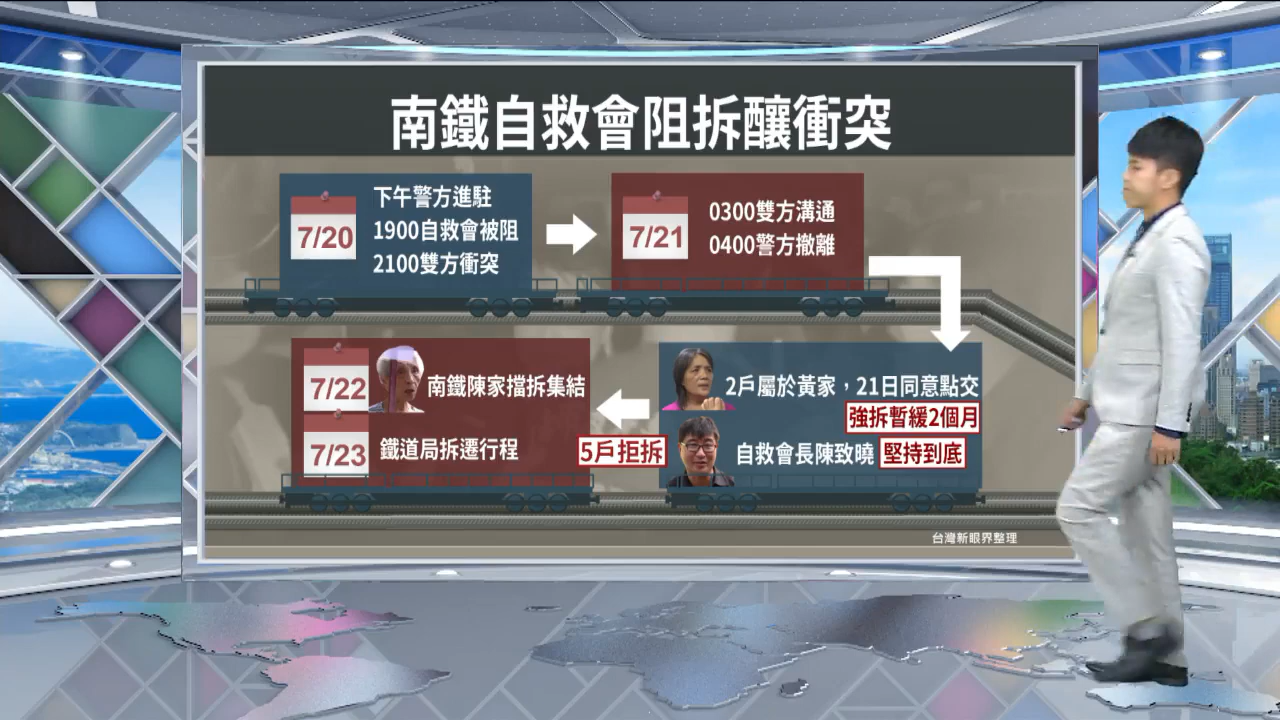 南鐵自救會阻拆釀衝突
7/20
下午警方進駐
1900自救會被阻
2100雙方衝突
7/21
0300雙方溝通
0400警方撤離
2戶屬於黃家，21日同意點交
強拆暫緩2個月
自救會長陳致曉 堅持到底
5戶拒拆
7/22
南鐵陳家擋拆集結
7/23
鐵道局拆遷行程
台灣新眼界整理